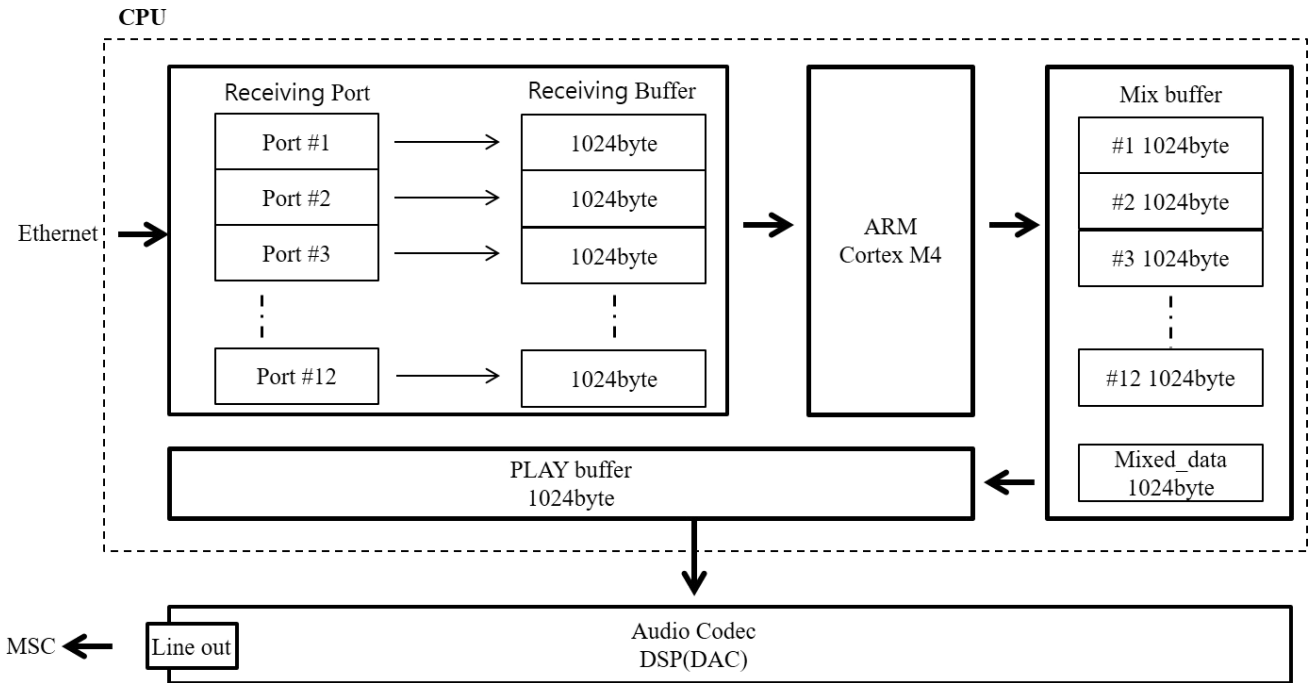 CPU
Receiving Port
Receiving Buffer
Port #1
1024byte
Port #2
1024byte
Port #3
1024byte
Port #12
1024byte
Ethernet
ARM
Cortex M4
Mix buffer
#1 1024byte
#2 1024byte
#3 1024byte
#12 1024byte
Mixed_data
1024byte
PLAY buffer
1024byte
MSC
Line out
Audio Codec
DSP(DAC)